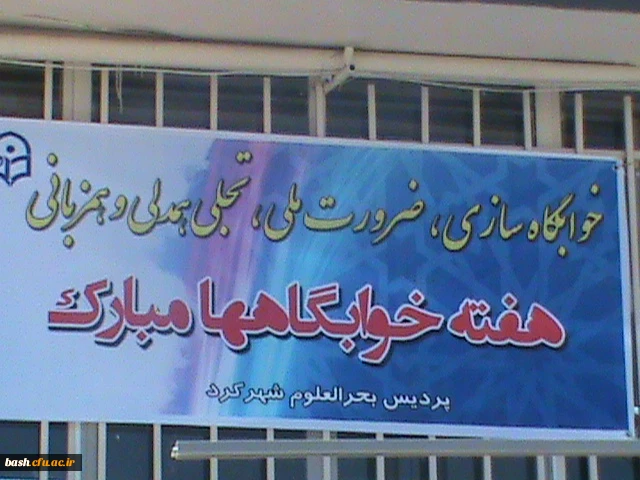 خوابگاه سازی، ضرورت ملی، تجلی همدلی و همزبانی
هفته خوابگاهها مبارک
پردیس بحرالعلوم شهرکرد
bash.cfu.ac.ir